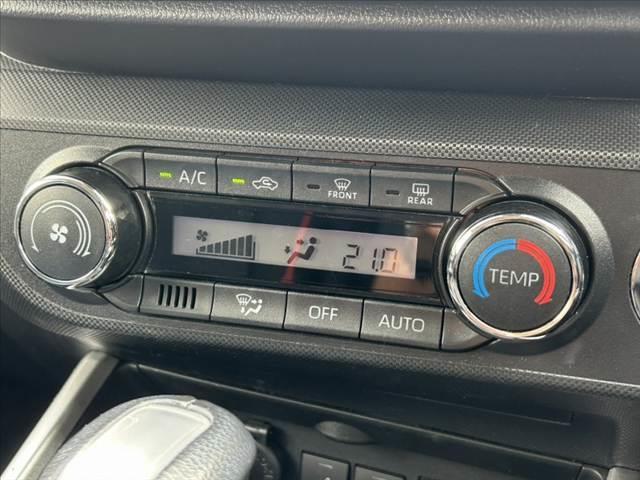 A/C
FRONT
REAR
21.0
TEMP
OFF
AUTO